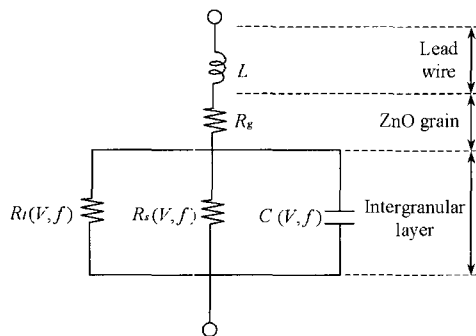 L
Lead
wire
R_g
ZnO grain
R_l(V,f)
R_s(V,f)
C (V,f)
Intergranular
layer